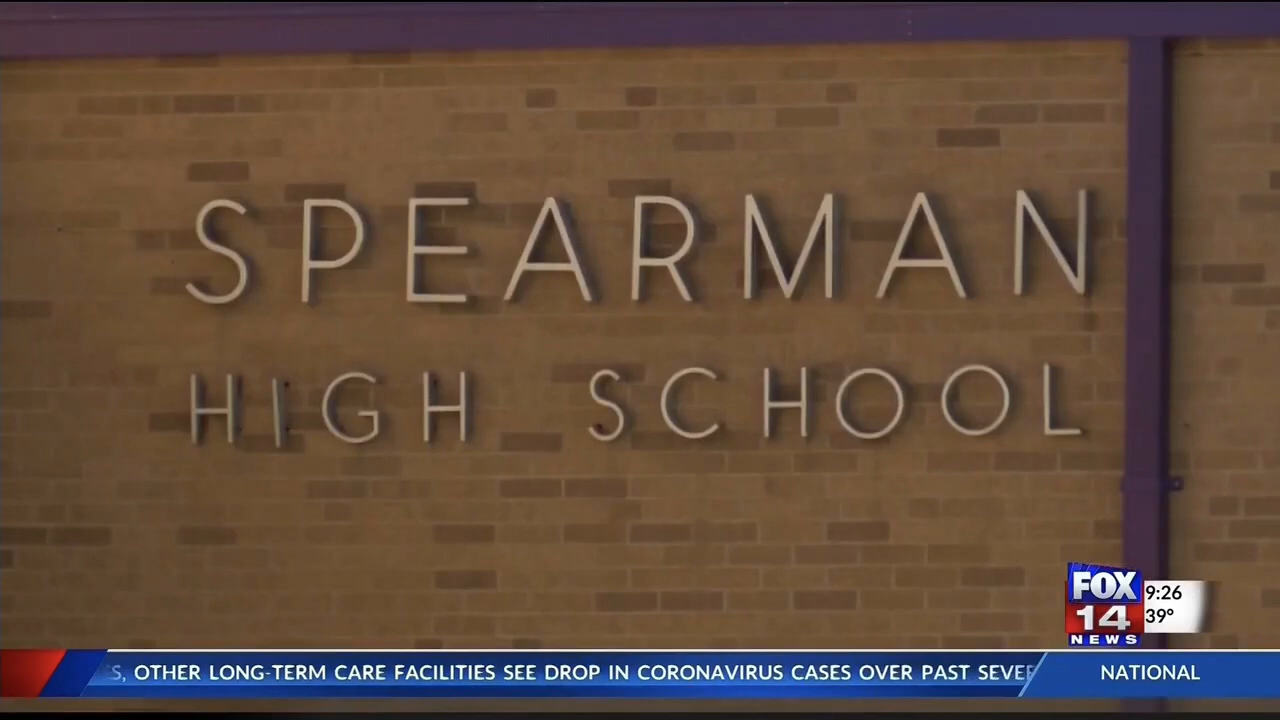 SPEARMAN
HIGH SCHOOL
FOX
14
NEWS
9:26
39°
, OTHER LONG-TERM CARE FACILITIES SEE DROP IN CORONAVIRUS CASES OVER PAST
NATIONAL